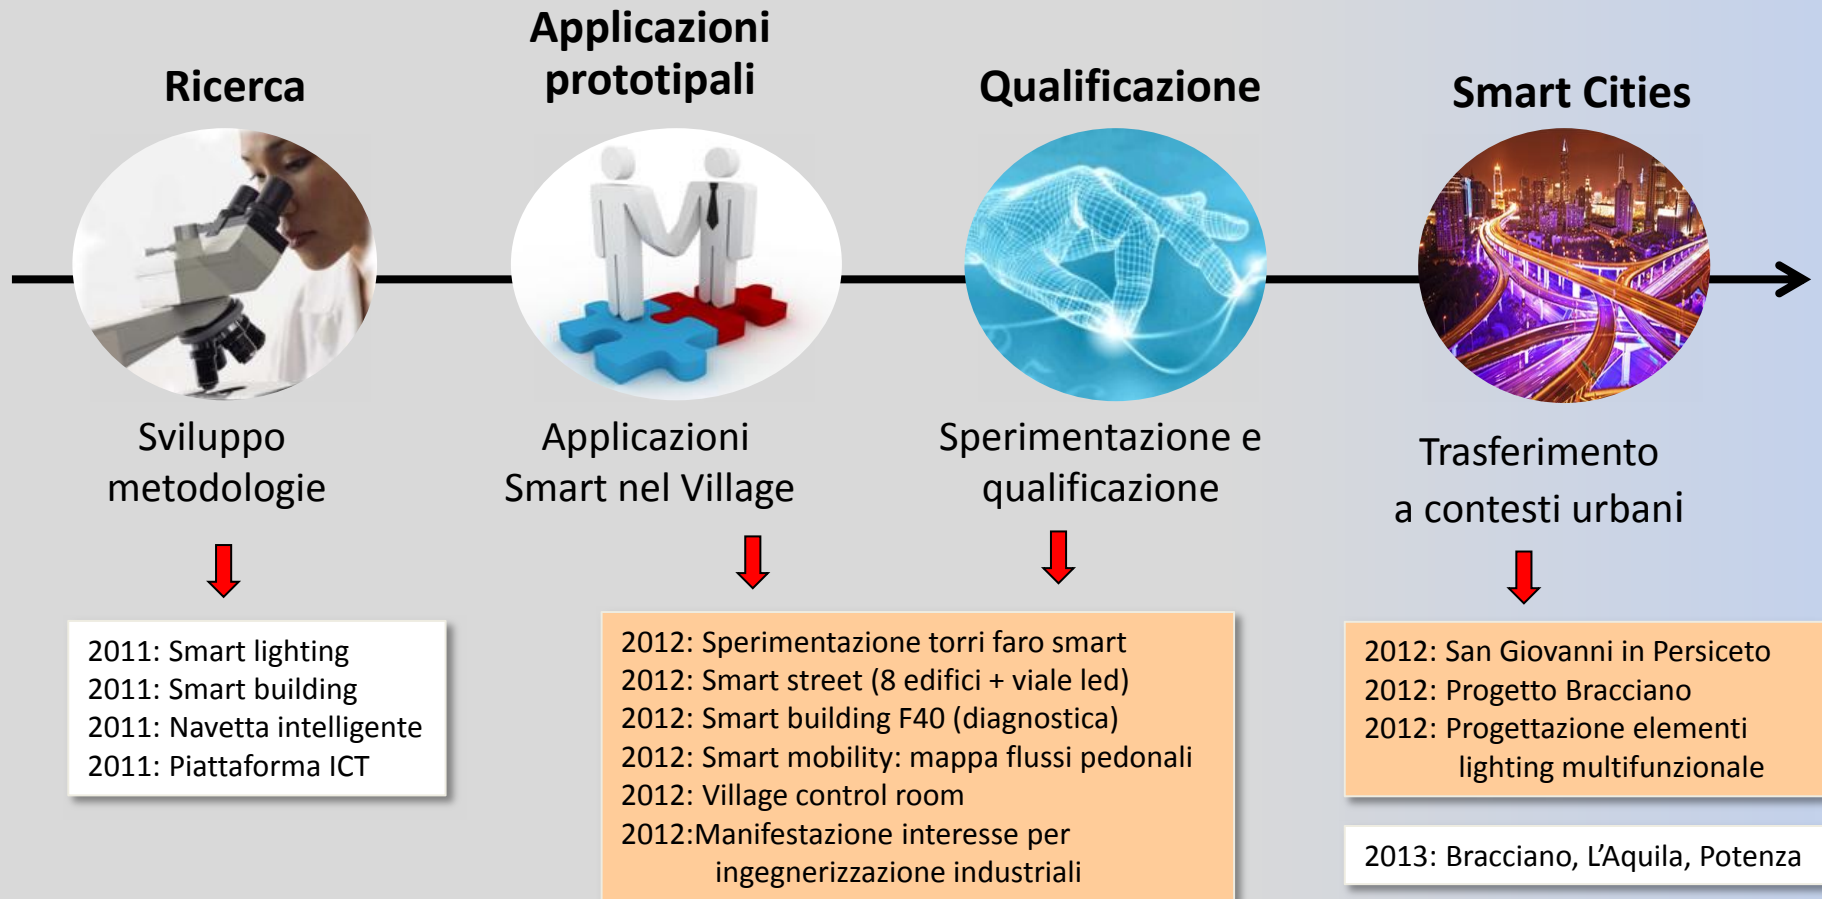 Ricerca
Applicazioni
prototipali
Qualificazione
Smart Cities
Sviluppo
metodologie
Applicazioni
Smart nel Village
Sperimentazione e
qualificazione
Trasferimento
a contesti urbani
2011: Smart lighting
2011: Smart building
2011: Navetta intelligente
2011: Piattaforma ICT
2012: Sperimentazione torri faro smart
2012: Smart street (8 edifici + viale led)
2012: Smart building F40 (diagnostica)
2012: Smart mobility: mappa flussi pedonali
2012: Village control room
2012:Manifestazione interesse per
ingegnerizzazione industriali
2012: San Giovanni in Persiceto
2012: Progetto Bracciano
2012: Progettazione elementi
lighting multifunzionale
2013: Bracciano, L’Aquila, Potenza